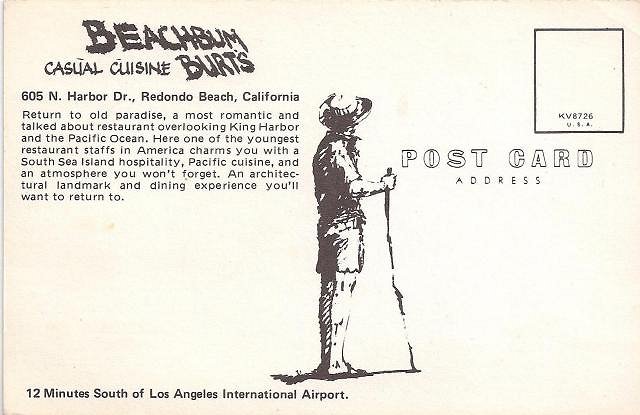 BEACHBUM
CASUAL CUISINE BURT'S
605 N. Harbor Dr., Redondo Beach, California
Return to old paradise, a most romantic and
talked about restaurant overlooking King Harbor
and the Pacific Ocean. Here one of the youngest
restaurant staffs in America charms you with a
South Sea Island hospitality, Pacific cuisine, and
an atmosphere you won't forget. An architec-
tural landmark and dining experience you'll
want to return to.
KV8726
U.S.A.
POST CARD
ADDRESS
12 Minutes South of Los Angeles International Airport.